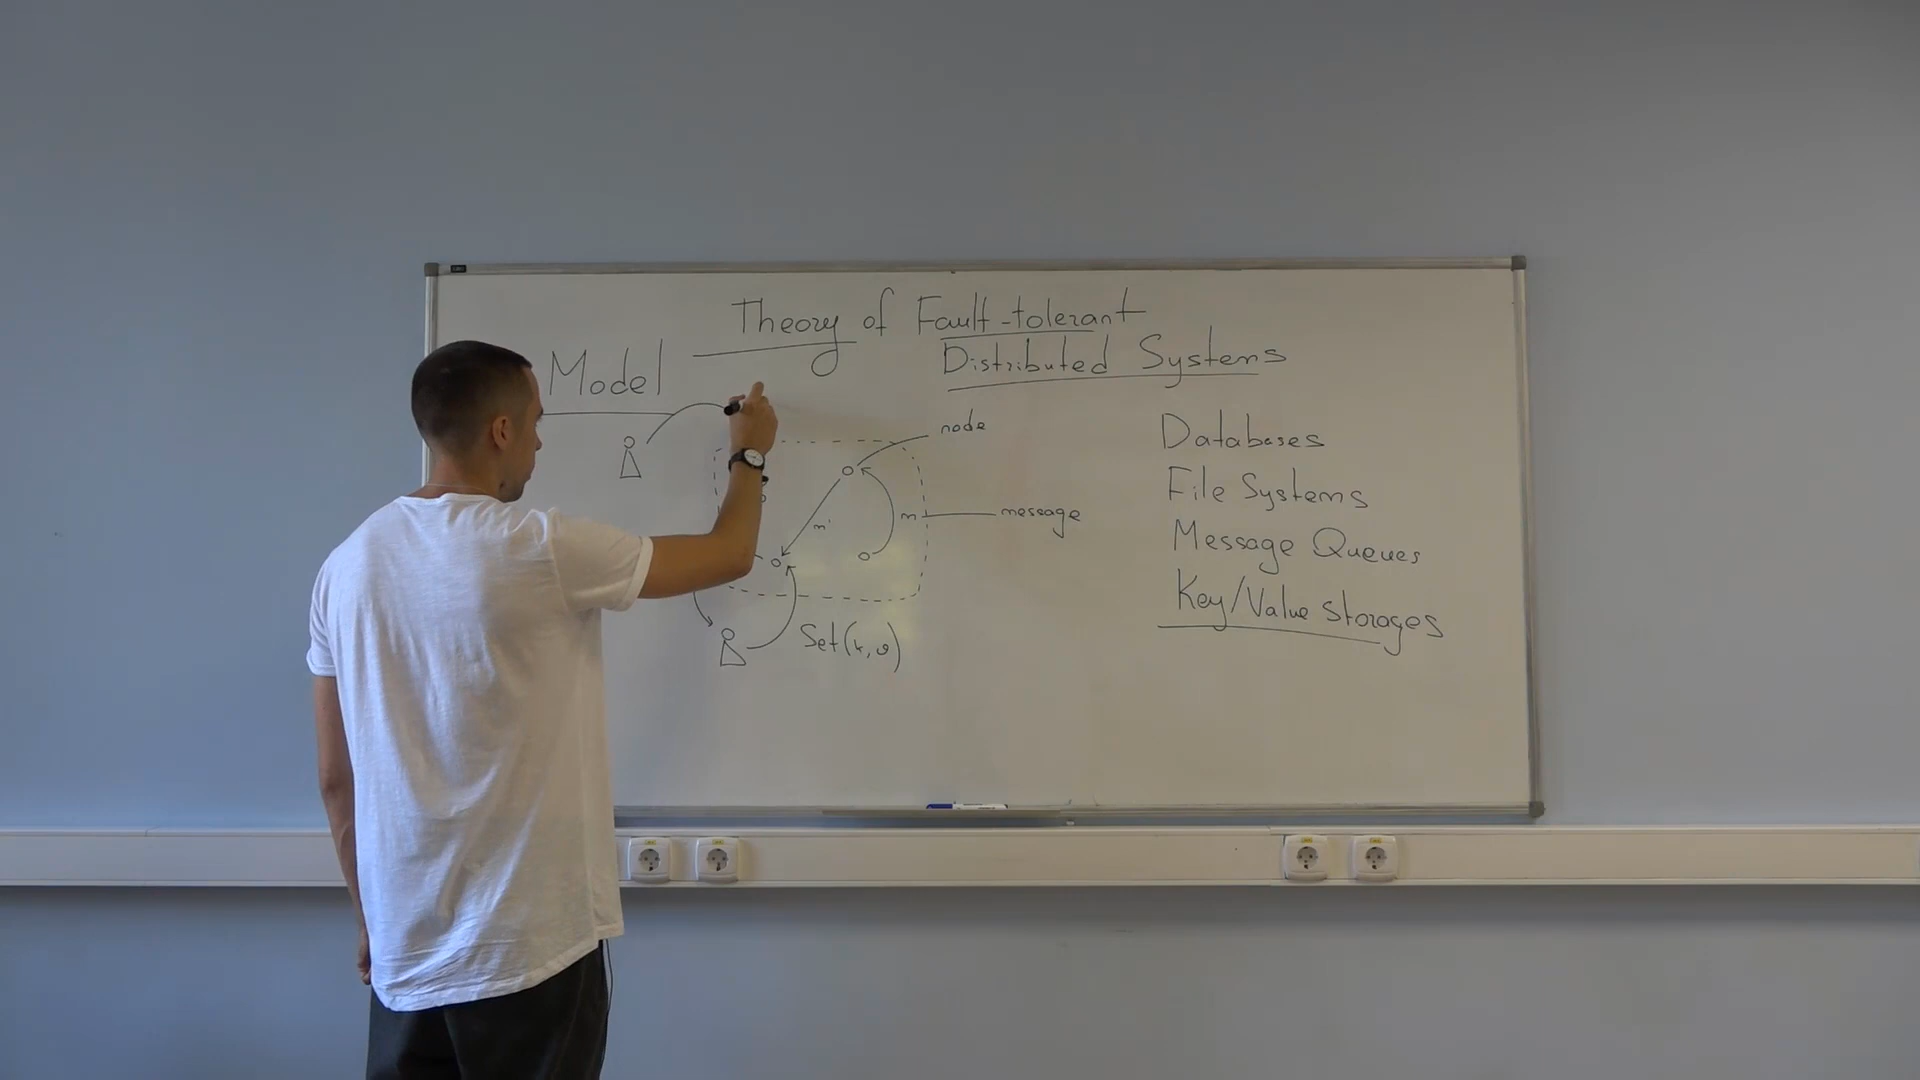 Theory of Fault-tolerant
Distributed Systems
Model
node
m
message
m'
Set(k, v)
Databases
File Systems
Message Queues
Key/Value Storages